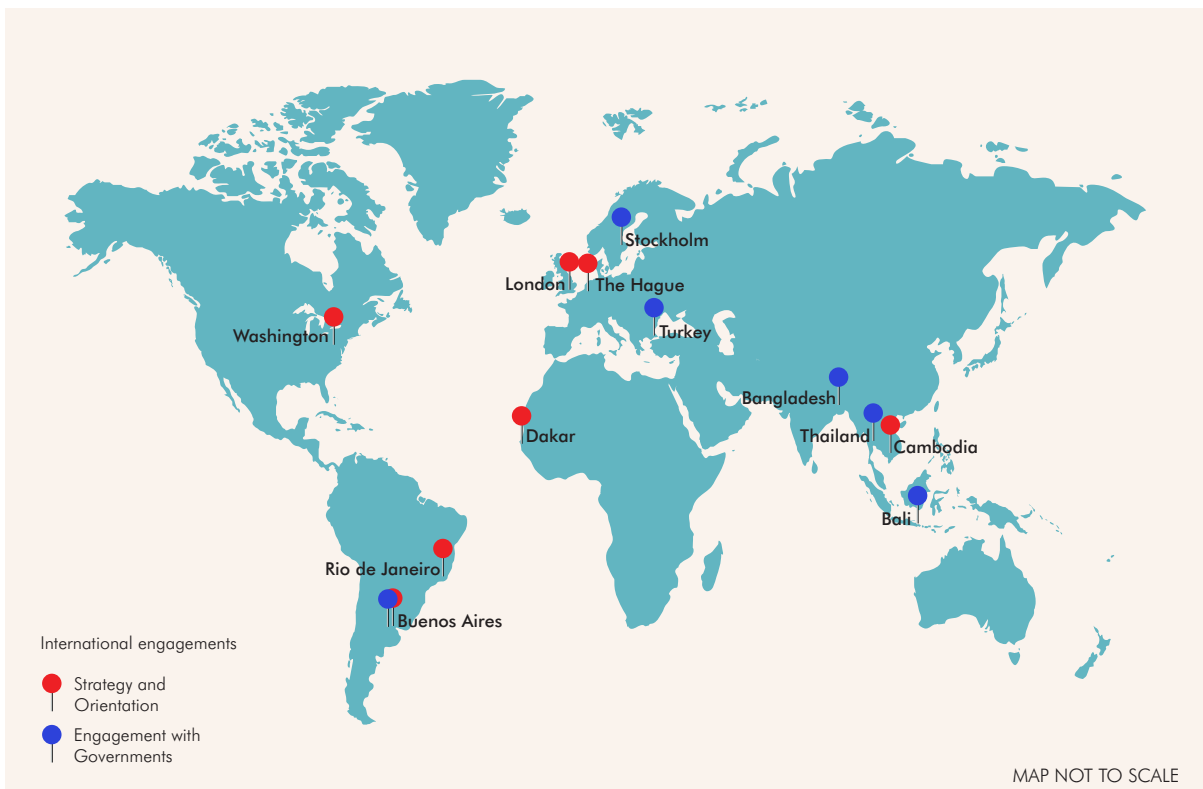 Stockholm
London
The Hague
Washington
Turkey
Bangladesh
Dakar
Thailand
Cambodia
Bali
Rio de Janeiro
Buenos Aires
International engagements
Strategy and
Orientation
Engagement with
Governments
MAP NOT TO SCALE